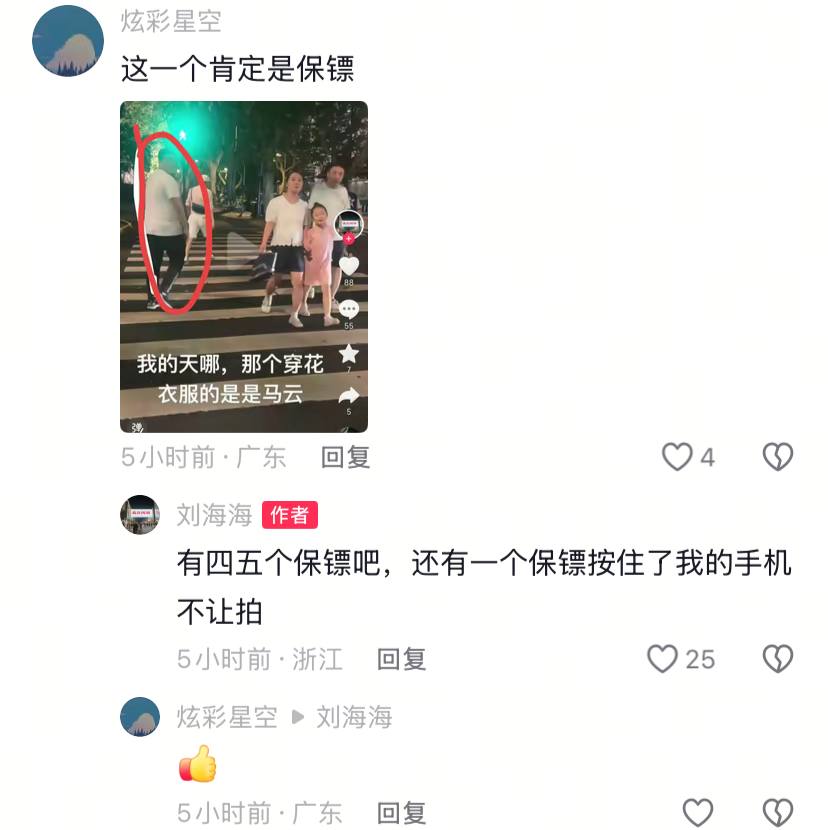 炫彩星空
这一个肯定是保镖
88
55
7
我的天哪，那个穿花
衣服的是是马云
5
弹
5小时前·广东 回复
4
刘海海 作者
有四五个保镖吧，还有一个保镖按住了我的手机
不让拍
5小时前·浙江 回复
25
炫彩星空 ▶ 刘海海
👍
5小时前·广东 回复